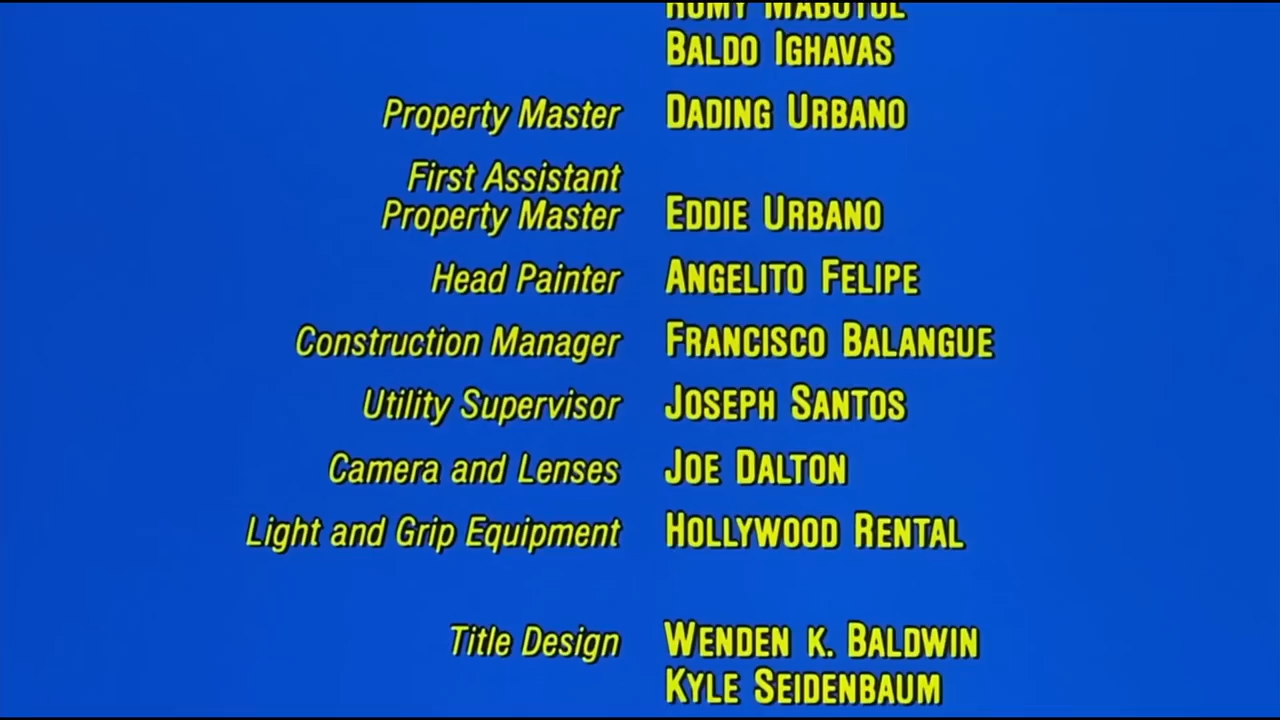 ROMY MABUTOL
BALDO IGHAVAS
Property Master DADING URBANO
First Assistant
Property Master EDDIE URBANO
Head Painter ANGELITO FELIPE
Construction Manager FRANCISCO BALANGUE
Utility Supervisor JOSEPH SANTOS
Camera and Lenses JOE DALTON
Light and Grip Equipment HOLLYWOOD RENTAL
Title Design WENDEN K. BALDWIN
KYLE SEIDENBAUM